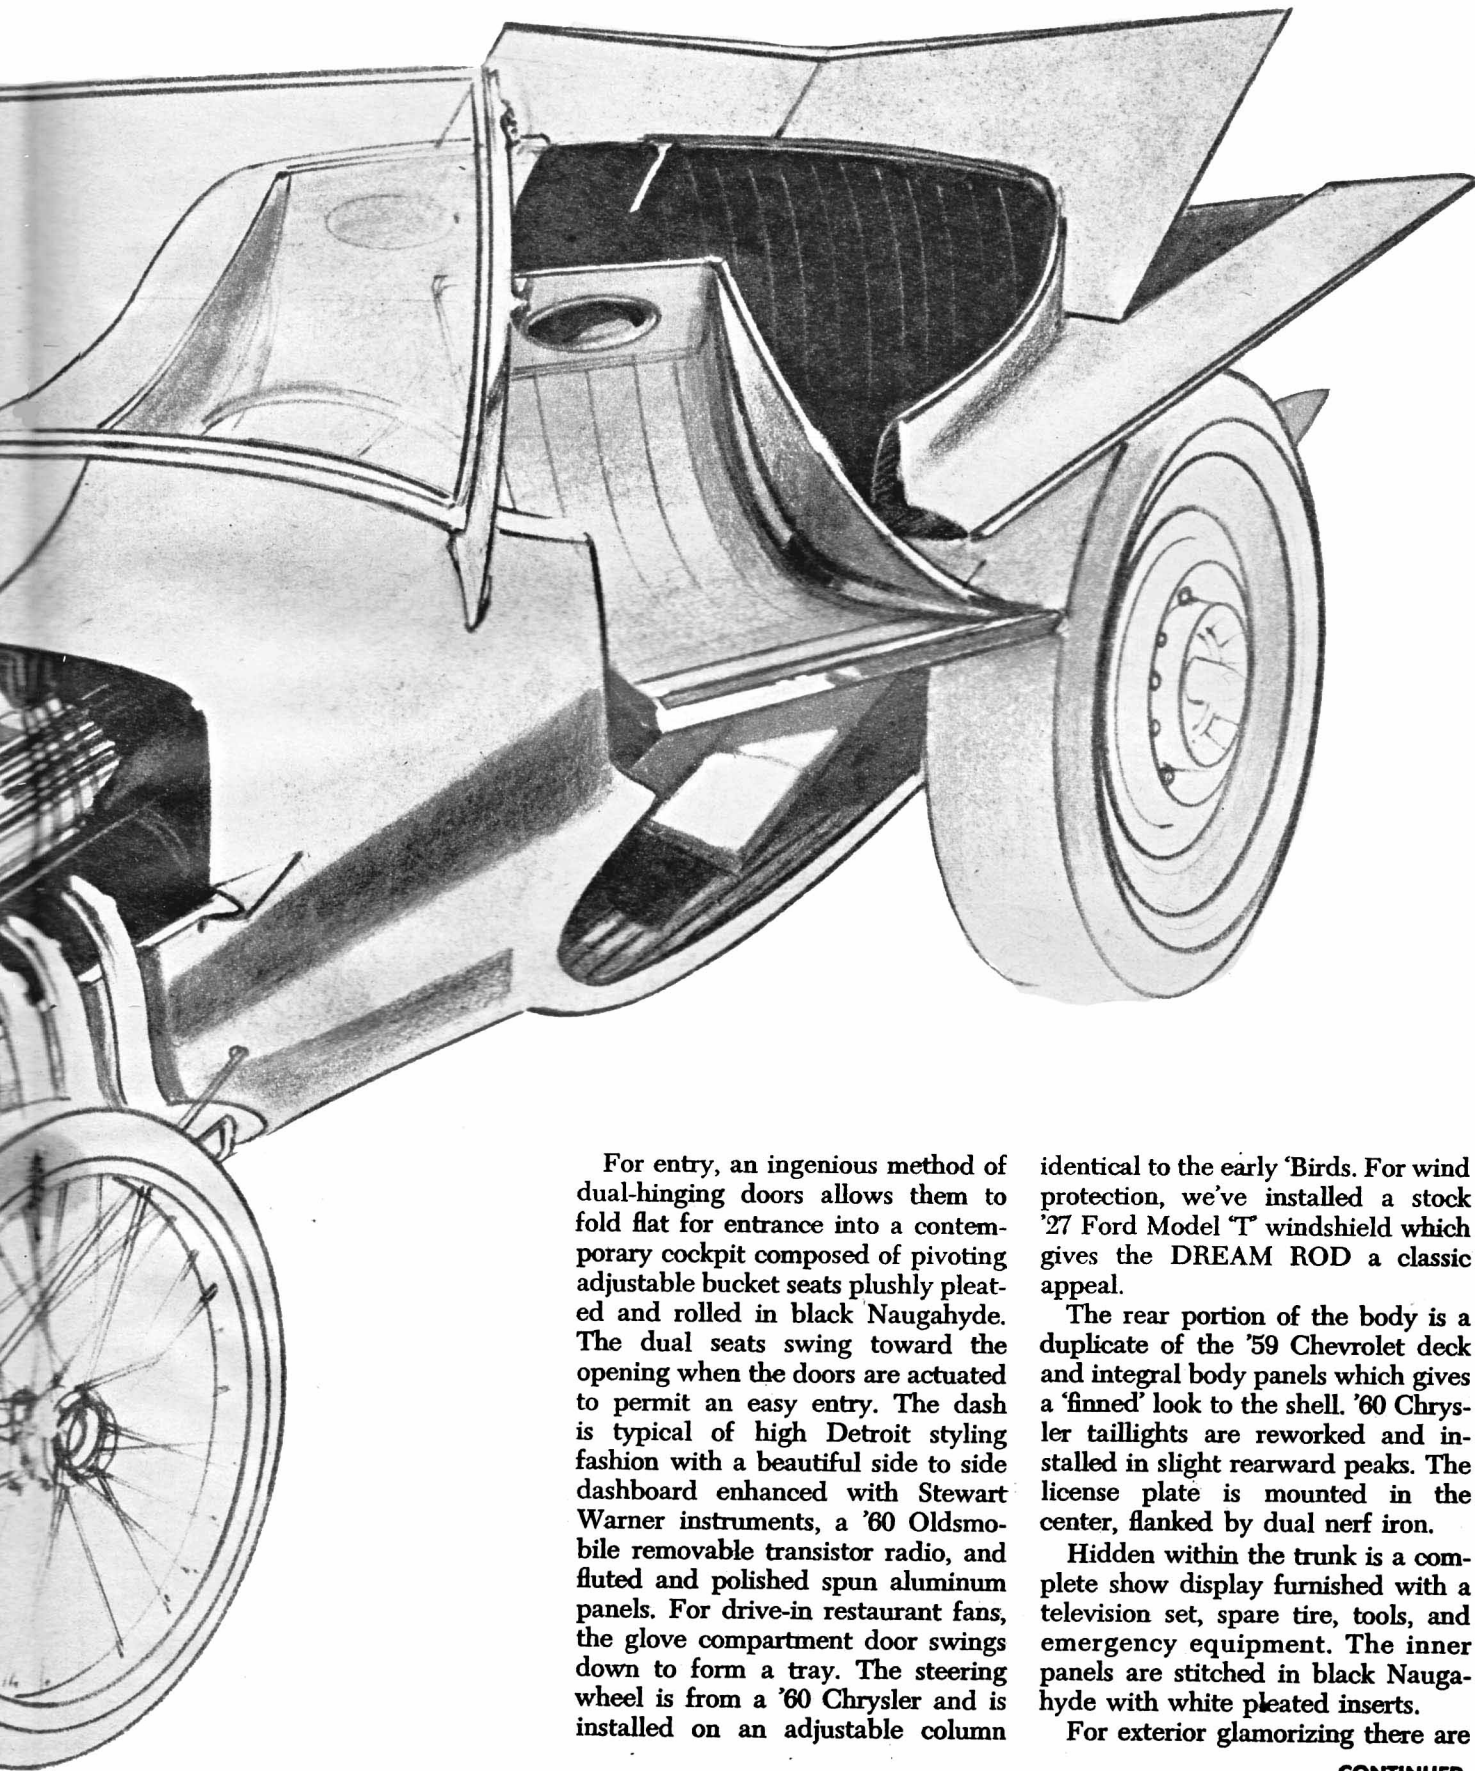 For entry, an ingenious method of
dual-hinging doors allows them to
fold flat for entrance into a contem-
porary cockpit composed of pivoting
adjustable bucket seats plushly pleat-
ed and rolled in black Naugahyde.
The dual seats swing toward the
opening when the doors are actuated
to permit an easy entry. The dash
is typical of high Detroit styling
fashion with a beautiful side to side
dashboard enhanced with Stewart
Warner instruments, a ’60 Oldsmo-
bile removable transistor radio, and
fluted and polished spun aluminum
panels. For drive-in restaurant fans,
the glove compartment door swings
down to form a tray. The steering
wheel is from a ’60 Chrysler and is
installed on an adjustable column
identical to the early ‘Birds. For wind
protection, we’ve installed a stock
’27 Ford Model ‘T’ windshield which
gives the DREAM ROD a classic
appeal.
The rear portion of the body is a
duplicate of the ’59 Chevrolet deck
and integral body panels which gives
a ‘finned’ look to the shell. ’60 Chrys-
ler taillights are reworked and in-
stalled in slight rearward peaks. The
license plate is mounted in the
center, flanked by dual nerf iron.
Hidden within the trunk is a com-
plete show display furnished with a
television set, spare tire, tools, and
emergency equipment. The inner
panels are stitched in black Nauga-
hyde with white pleated inserts.
For exterior glamorizing there are